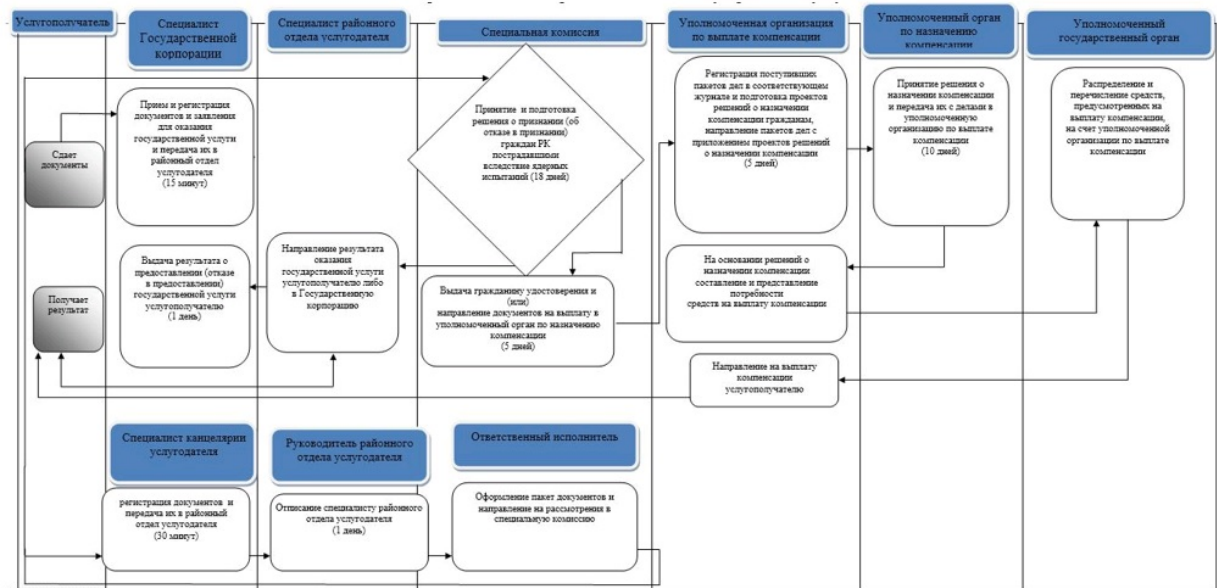 Услугополучатель
Специалист
Государственной
корпорации
Специалист районного
отдела услугодателя
Специальная комиссия
Уполномоченная организация
по выплате компенсации
Уполномоченный орган
по назначению
компенсации
Уполномоченный
государственный орган
Сдает
документы
Прием и регистрация
документов и заявления
для оказания
государственной услуги
и передача их в
районный отдел
услугодателя
(15 минут)
Принятие и подготовка
решения о признании (об
отказе в признании)
граждан РК
пострадавшими
вследствие ядерных
испытаний (18 дней)
Регистрация поступивших
пакетов дел в соответствующем
журнале и подготовка проектов
решений о назначении
компенсации гражданам,
направление пакетов дел с
приложением проектов решений
о назначении компенсации
(5 дней)
Принятие решения о
назначении компенсации
и передача их с делами в
уполномоченную
организацию по выплате
компенсации
(10 дней)
Распределение и
перечисление средств,
предусмотренных на
выплату компенсации,
на счет уполномоченной
организации по выплате
компенсации
Получает
результат
Выдача результата о
предоставлении (отказе
в предоставлении)
государственной услуги
услугополучателю
(1 день)
Направление результата
оказания
государственной услуги
услугополучателю либо
в Государственную
корпорацию
Выдача гражданину удостоверения и
(или)
направление документов на выплату в
уполномоченный орган по назначению
компенсации
(5 дней)
На основании решений о
назначении компенсации
составление и представление
потребности
средств на выплату компенсации
Направление на выплату
компенсации
услугополучателю
Специалист канцелярии
услугодателя
Руководитель районного
отдела услугодателя
Ответственный исполнитель
регистрация документов и
передача их в районный
отдел услугодателя
(30 минут)
Отписание специалисту районного
отдела услугодателя
(1 день)
Оформление пакет документов и
направление на рассмотрения в
специальную комиссию